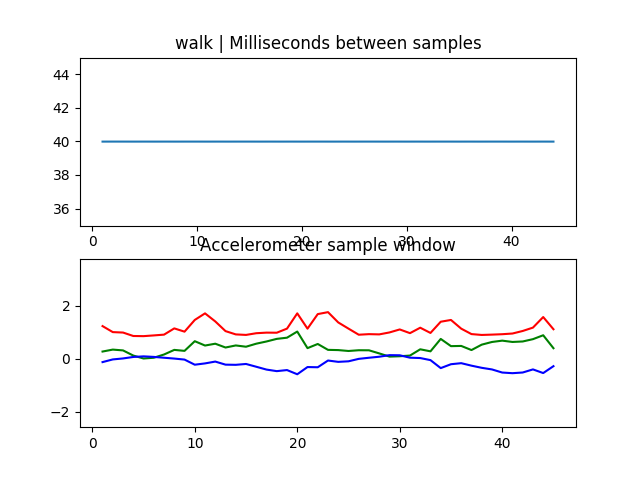 walk | Milliseconds between samples
44
42
40
38
36
0 10 20 30 40
Accelerometer sample window
2
0
−2
0 10 20 30 40